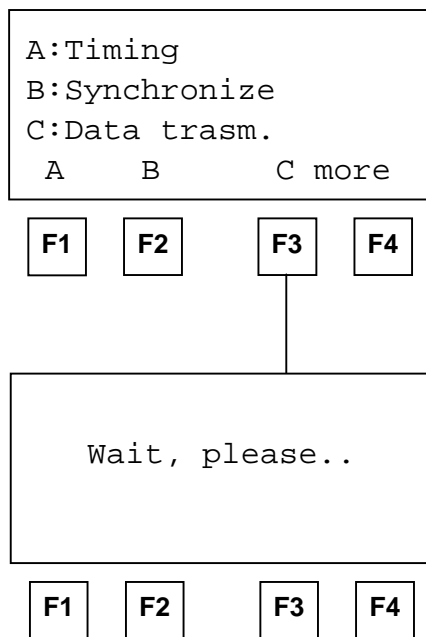 A:Timing
B:Synchronize
C:Data trasm.
A B C more
F1 F2 F3 F4
Wait, please..
F1 F2 F3 F4